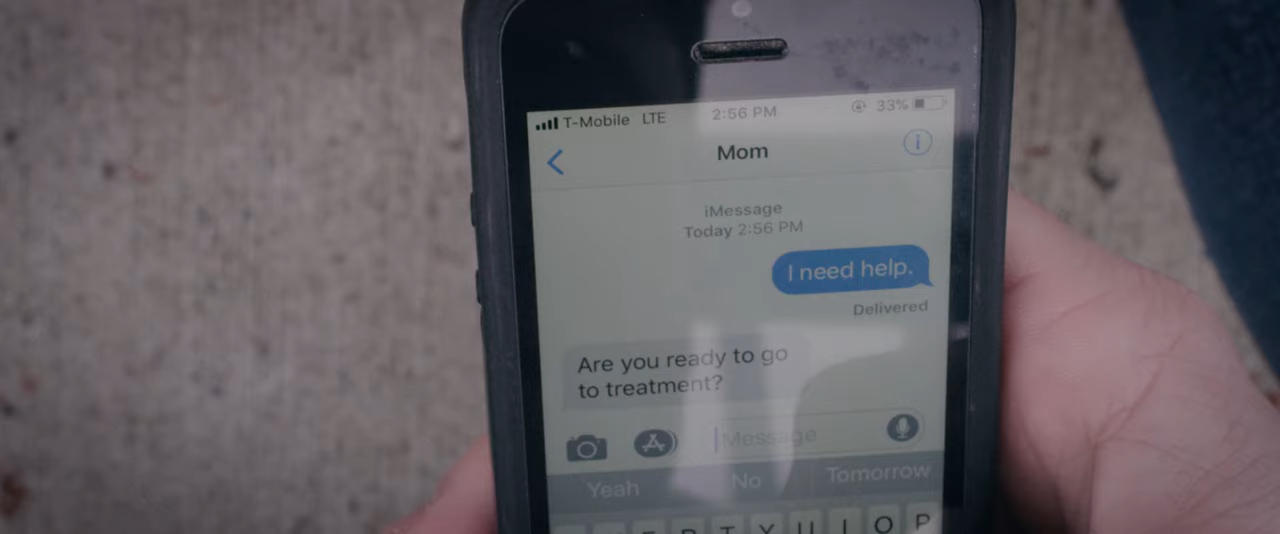 T-Mobile LTE 2:56 PM 33%
Mom
iMessage
Today 2:56 PM
I need help.
Delivered
Are you ready to go
to treatment?
Message
Yeah No Tomorrow
E R T Y U I O P